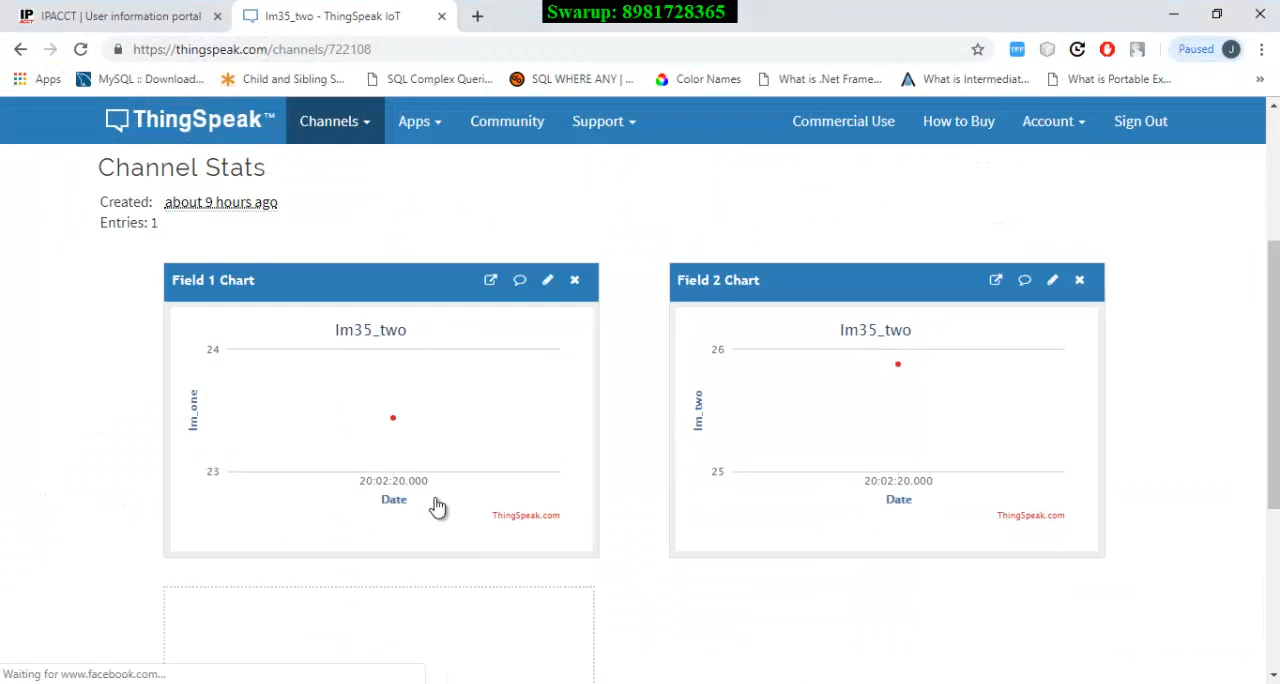 Swarup: 8981728365
IPACCT | User information portal
lm35_two - ThingSpeak IoT
https://thingspeak.com/channels/722108
Paused J
Apps
MySQL :: Download...
Child and Sibling S...
SQL Complex Queri...
SQL WHERE ANY | ...
Color Names
What is .Net Frame...
What is Intermediat...
What is Portable Ex...
ThingSpeak™
Channels
Apps
Community
Support
Commercial Use
How to Buy
Account
Sign Out
Channel Stats
Created: about 9 hours ago
Entries: 1
Field 1 Chart
lm35_two
24
lm_one
23
20:02:20.000
Date
ThingSpeak.com
Field 2 Chart
lm35_two
26
lm_two
25
20:02:20.000
Date
ThingSpeak.com
Waiting for www.facebook.com...